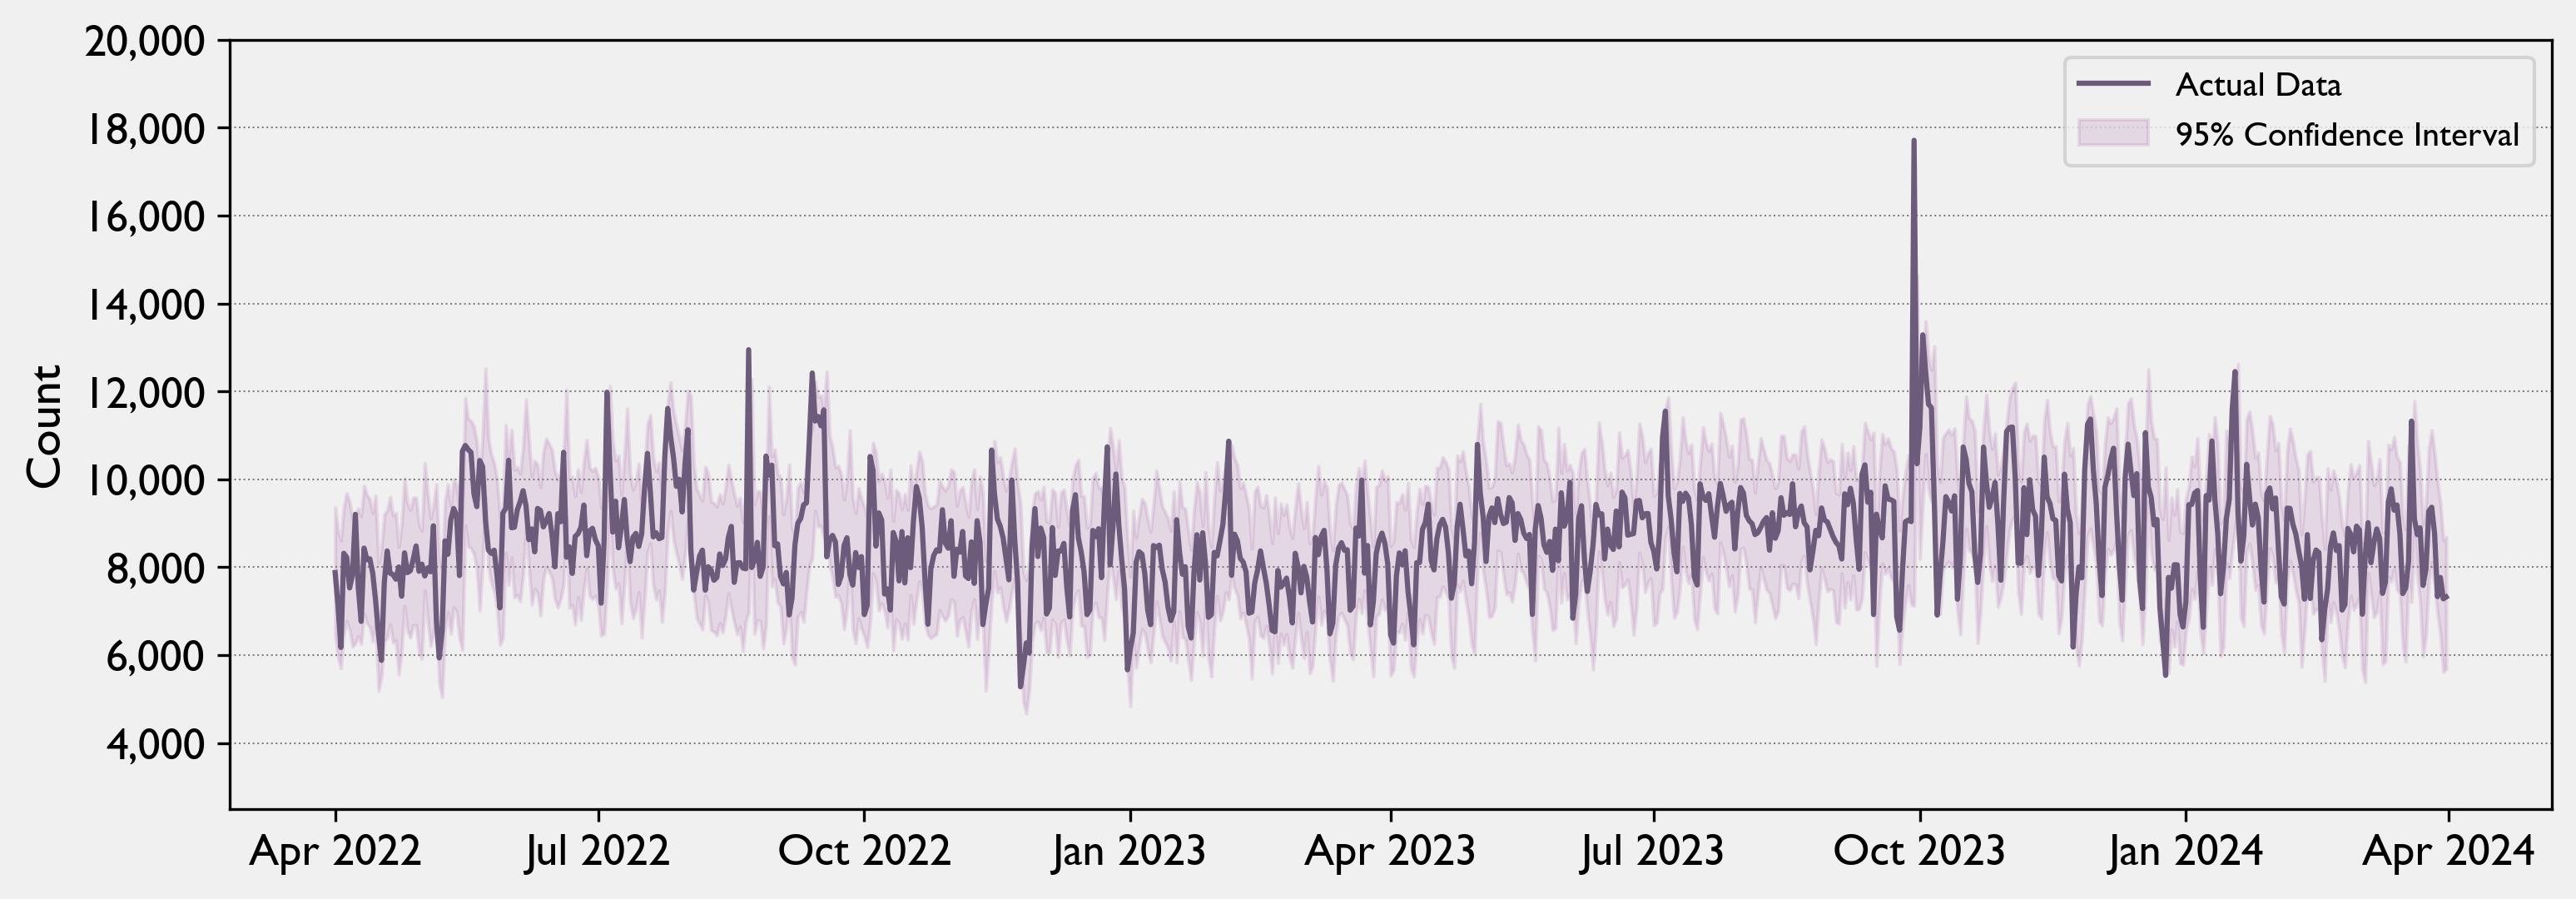 20,000
18,000
16,000
14,000
12,000
10,000
8,000
6,000
4,000
Count
Actual Data
95% Confidence Interval
Apr 2022
Jul 2022
Oct 2022
Jan 2023
Apr 2023
Jul 2023
Oct 2023
Jan 2024
Apr 2024